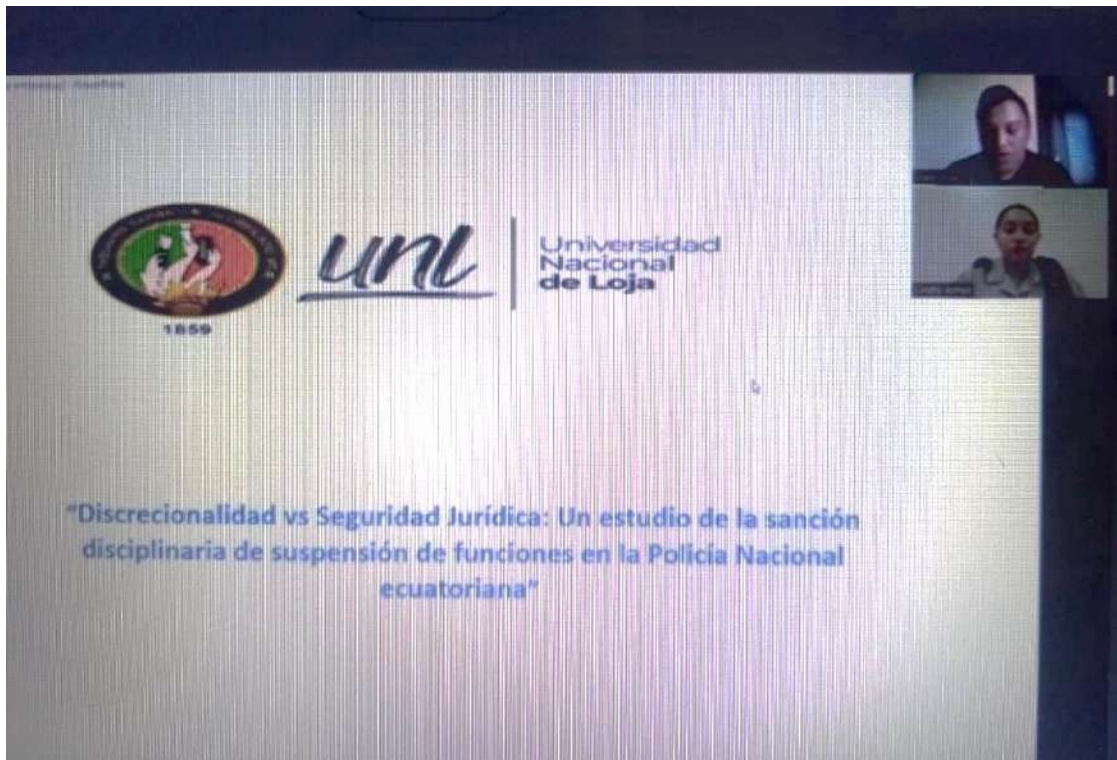 unl
Universidad
Nacional
de Loja
1859
"Discrecionalidad vs Seguridad Jurídica: Un estudio de la sanción
disciplinaria de suspensión de funciones en la Policía Nacional
ecuatoriana"